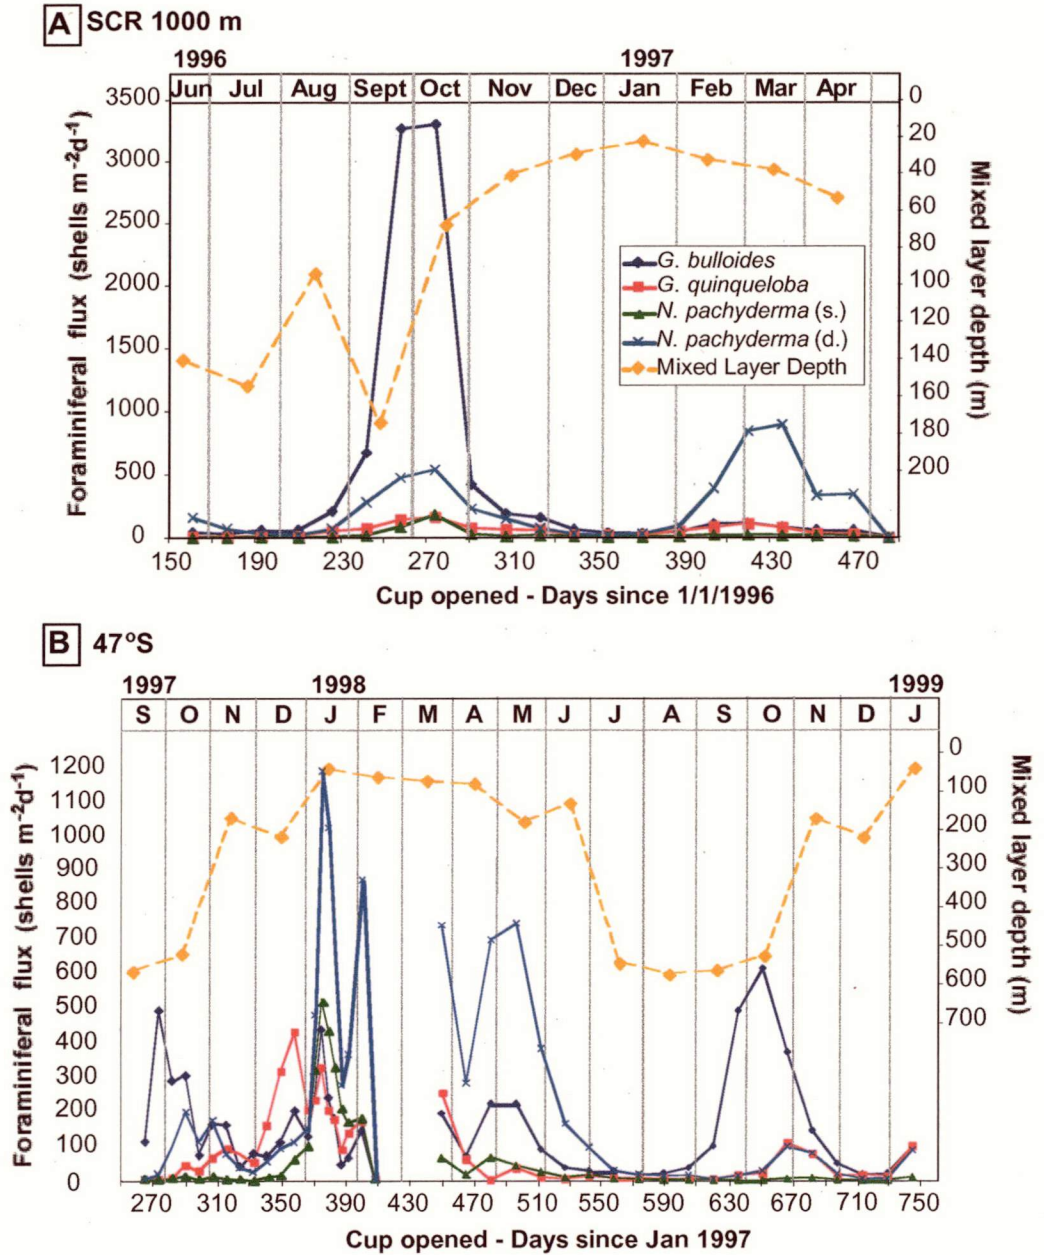 A SCR 1000 m
1996 1997
Jun Jul Aug Sept Oct Nov Dec Jan Feb Mar Apr
Foraminiferal flux (shells m⁻²d⁻¹)
3500
3000
2500
2000
1500
1000
500
0
0
20
40
60
80
100
120
140
160
180
200
Mixed layer depth (m)
G. bulloides
G. quinqueloba
N. pachyderma (s.)
N. pachyderma (d.)
Mixed Layer Depth
150 190 230 270 310 350 390 430 470
Cup opened - Days since 1/1/1996
B 47°S
1997 1998 1999
S O N D J F M A M J J A S O N D J
Foraminiferal flux (shells m⁻²d⁻¹)
1200
1100
1000
900
800
700
600
500
400
300
200
100
0
0
100
200
300
400
500
600
700
Mixed layer depth (m)
270 310 350 390 430 470 510 550 590 630 670 710 750
Cup opened - Days since Jan 1997